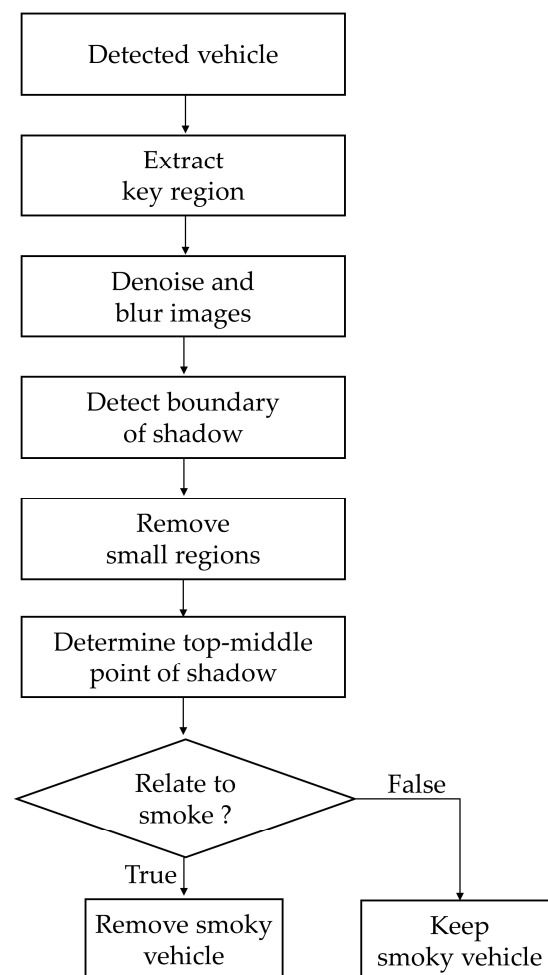 Detected vehicle
Extract
key region
Denoise and
blur images
Detect boundary
of shadow
Remove
small regions
Determine top-middle
point of shadow
Relate to
smoke ?
False
True
Remove smoky
vehicle
Keep
smoky vehicle